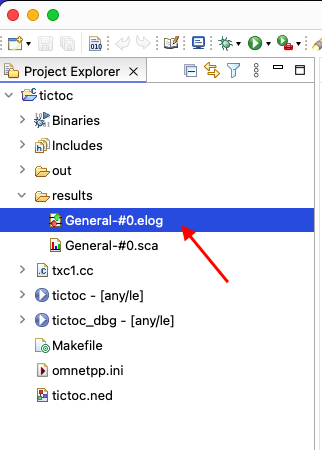 010
Project Explorer
tictoc
Binaries
Includes
out
results
General-#0.elog
General-#0.sca
txc1.cc
tictoc - [any/le]
tictoc_dbg - [any/le]
Makefile
omnetpp.ini
tictoc.ned